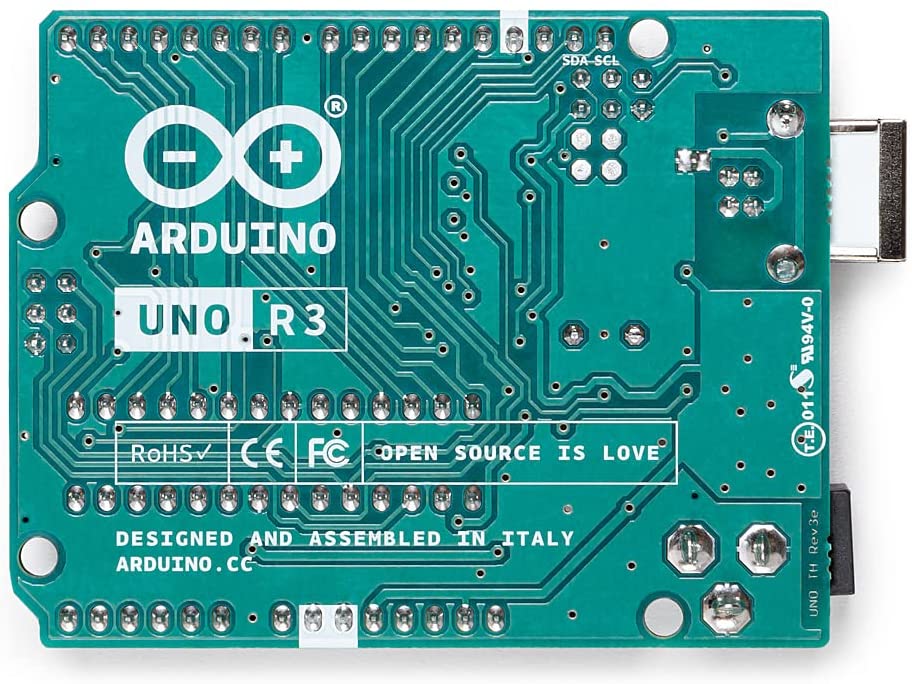 SDA SCL
®
- +
ARDUINO
UNO R3
RoHS✓ CE FC OPEN SOURCE IS LOVE
DESIGNED AND ASSEMBLED IN ITALY
ARDUINO.CC
T.E. 011S 94V-0
UNO TH Rev3e